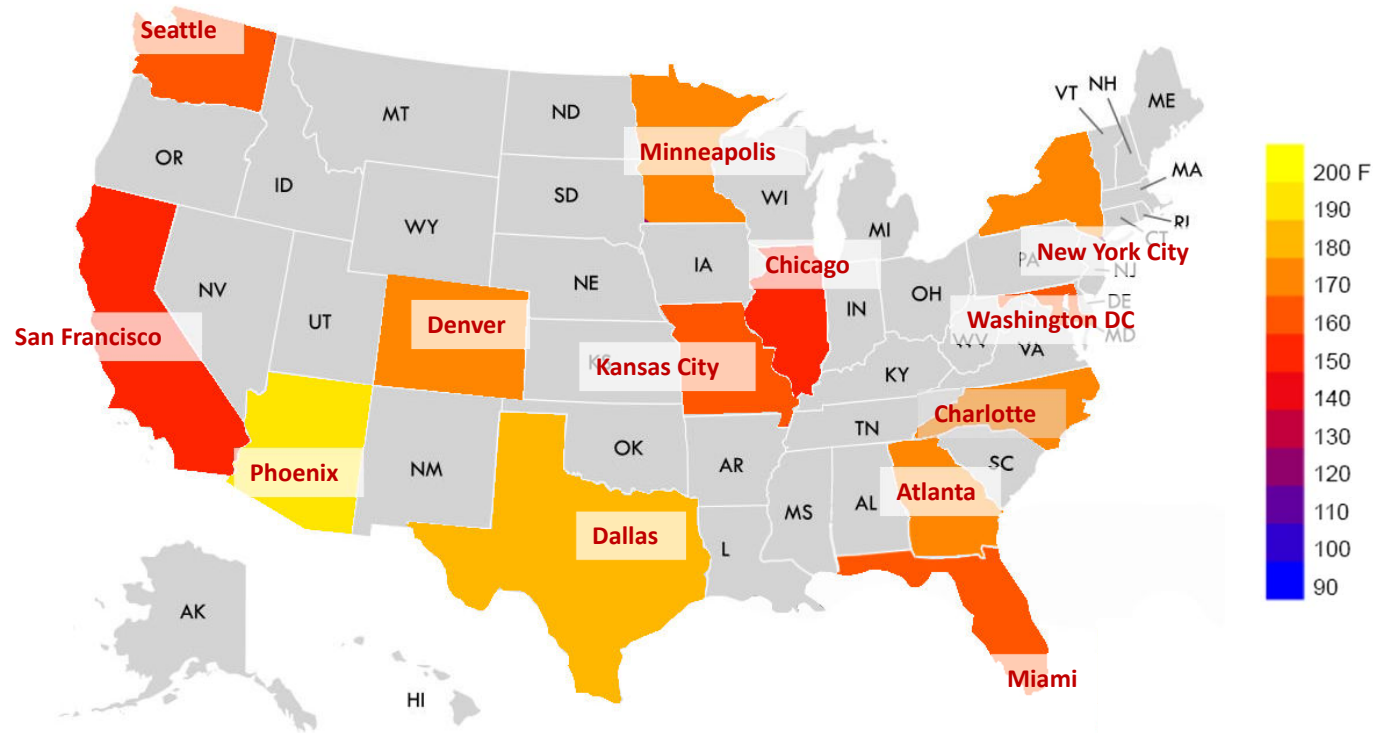 Seattle
MT
ND
VT
NH
ME
OR
Minneapolis
ID
SD
WI
MA
200 F
WY
MI
RI
190
CT
New York City
180
IA
Chicago
PA
NV
NE
NJ
170
UT
OH
IN
DE
160
San Francisco
Denver
Washington DC
150
MD
WV
VA
KS
Kansas City
KY
140
Charlotte
130
TN
OK
120
Phoenix
NM
AR
SC
Atlanta
110
MS
AL
Dallas
L
100
90
AK
Miami
HI